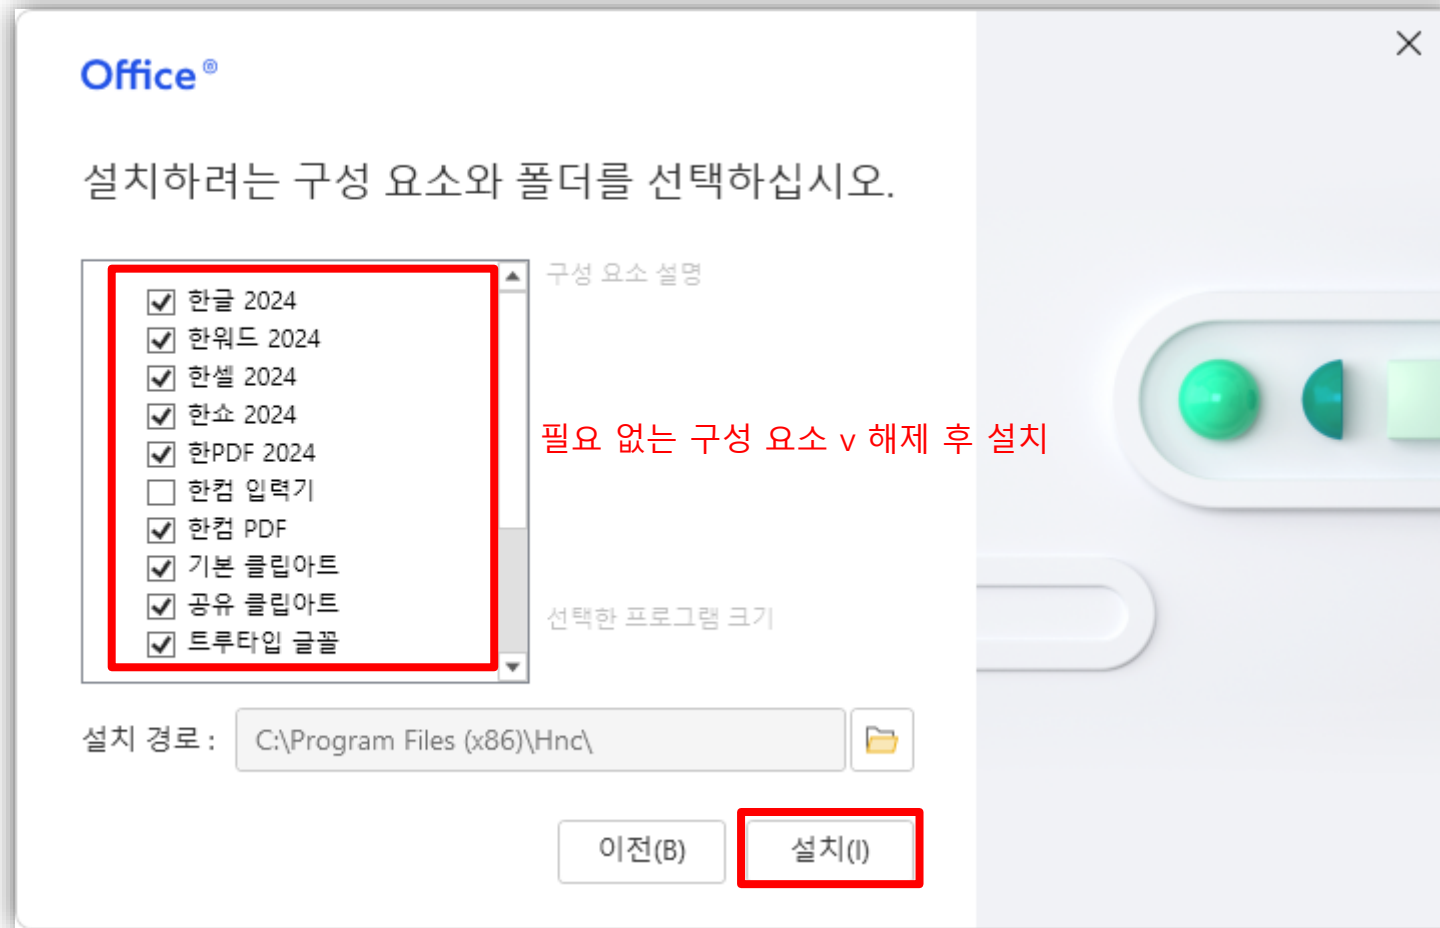 Office®
설치하려는 구성 요소와 폴더를 선택하십시오.
한글 2024
한워드 2024
한셀 2024
한쇼 2024
한PDF 2024
한컴 입력기
한컴 PDF
기본 클립아트
공유 클립아트
트루타입 글꼴
구성 요소 설명
필요 없는 구성 요소 v 해제 후 설치
선택한 프로그램 크기
설치 경로 : C:\Program Files (x86)\Hnc\
이전(B) 설치(I)